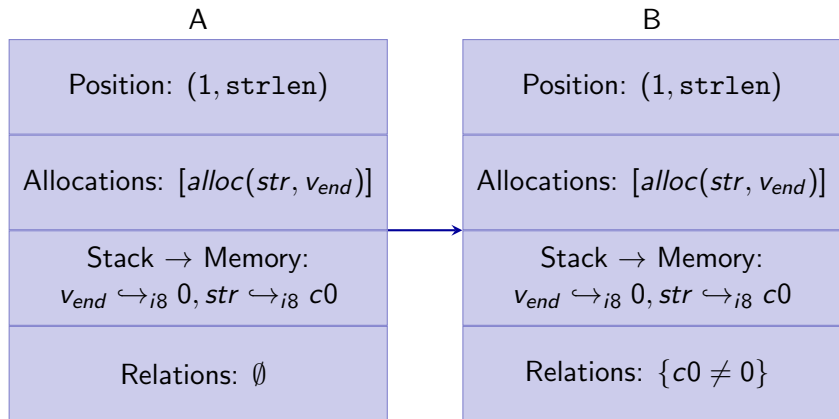 A
Position: (1, strlen)
Allocations: [alloc(str, v_end)]
Stack → Memory:
v_end ↪_i8 0, str ↪_i8 c0
Relations: ∅
B
Position: (1, strlen)
Allocations: [alloc(str, v_end)]
Stack → Memory:
v_end ↪_i8 0, str ↪_i8 c0
Relations: {c0 ≠ 0}